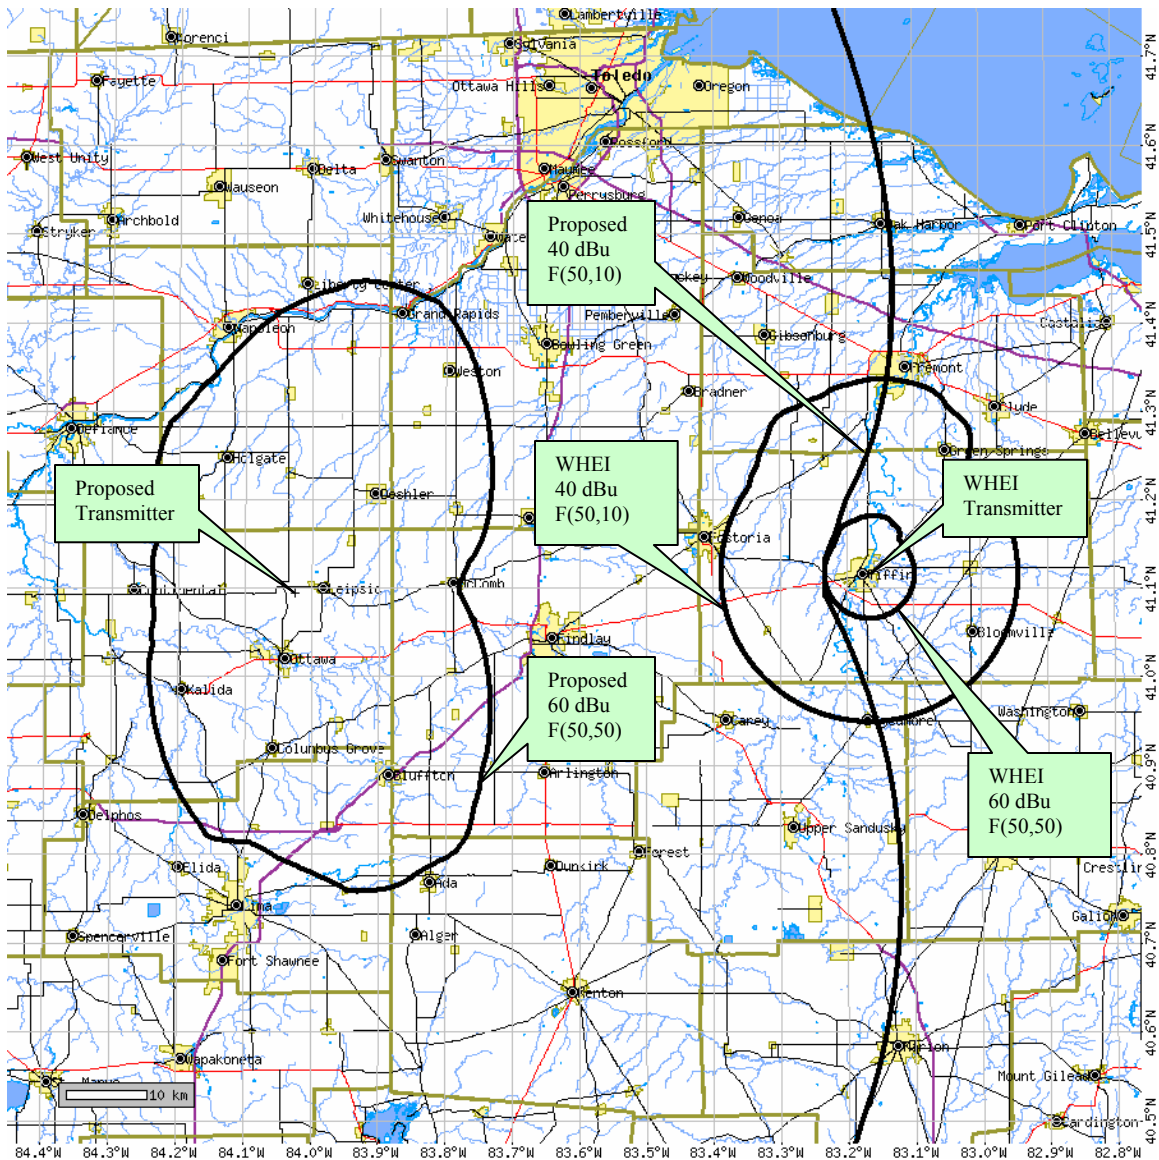 Lambertville
Sylvania
Toledo
Fayette
Ottawa Hills
Oregon
Rossford
West Unity
Delta
Swanton
Maumee
Wauseon
Perrysburg
Archbold
Whitehouse
Genoa
Oak Harbor
Port Clinton
Stryker
Proposed
40 dBu
F(50,10)
Liberty Center
Woodville
Grand Rapids
Pemberville
Napoleon
Castalia
Gibsonburg
Bowling Green
Weston
Fremont
Bradner
Clyde
Defiance
Holgate
Green Springs
WHEI
40 dBu
F(50,10)
Proposed
Transmitter
WHEI
Transmitter
Deshler
Fostoria
Tiffin
Continental
Leipsic
McComb
Findlay
Bloomville
Ottawa
Proposed
60 dBu
F(50,50)
Kalida
Carey
Washington
Columbus Grove
Bluffton
Arlington
WHEI
60 dBu
F(50,50)
Delphos
Upper Sandusky
Forest
Elida
Dunkirk
Ada
Lima
Spencerville
Alger
Fort Shawnee
Kenton
Marion
Wapakoneta
Mount Gilead
10 km
Cardington
41.7°N
41.6°N
41.5°N
41.4°N
41.3°N
41.2°N
41.1°N
41.0°N
40.9°N
40.8°N
40.7°N
40.6°N
40.5°N
84.4°W 84.3°W 84.2°W 84.1°W 84.0°W 83.9°W 83.8°W 83.7°W 83.6°W 83.5°W 83.4°W 83.3°W 83.2°W 83.1°W 83.0°W 82.9°W 82.8°W